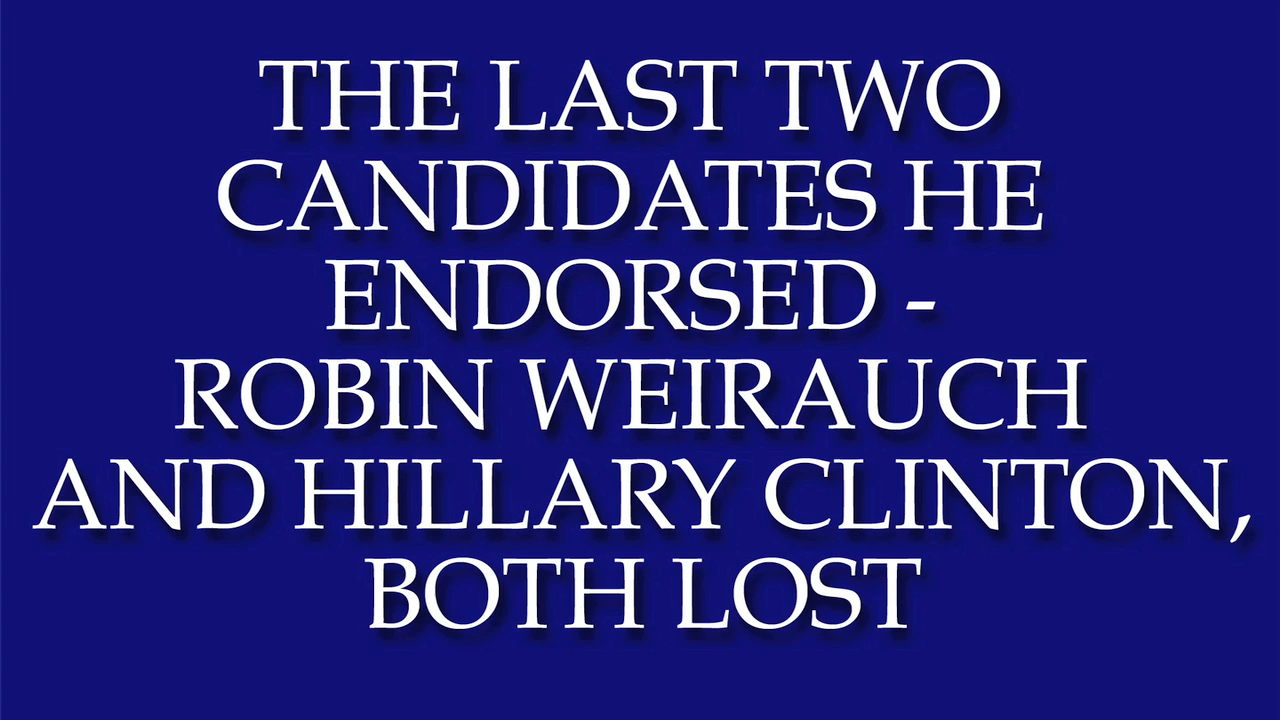 THE LAST TWO
CANDIDATES HE
ENDORSED -
ROBIN WEIRAUCH
AND HILLARY CLINTON,
BOTH LOST